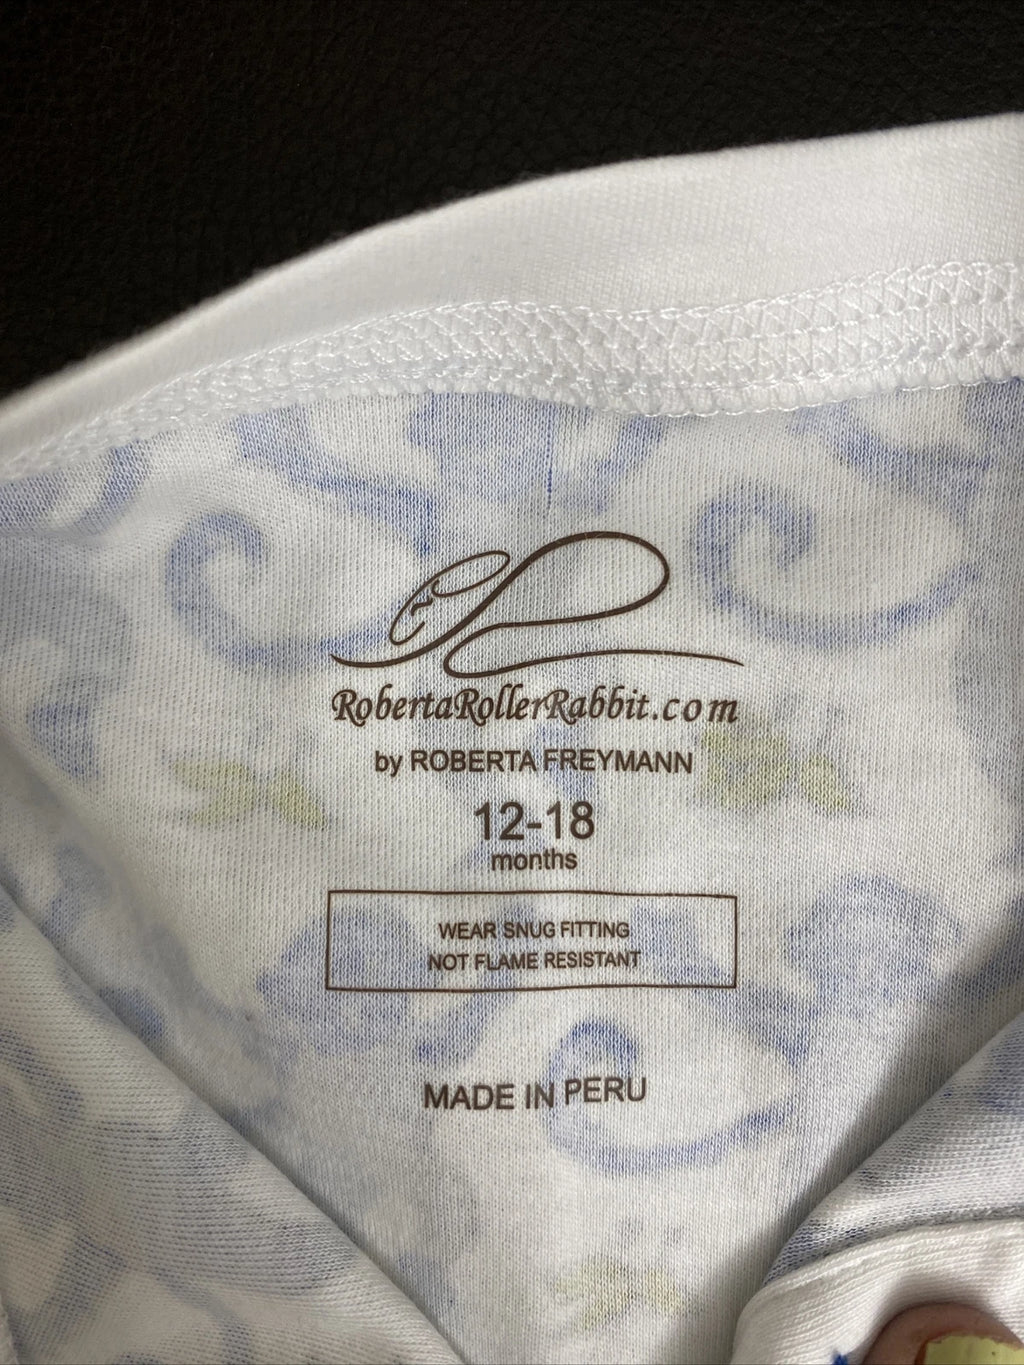 RobertaRollerRabbit.com
by ROBERTA FREYMANN
12-18
months
WEAR SNUG FITTING
NOT FLAME RESISTANT
MADE IN PERU